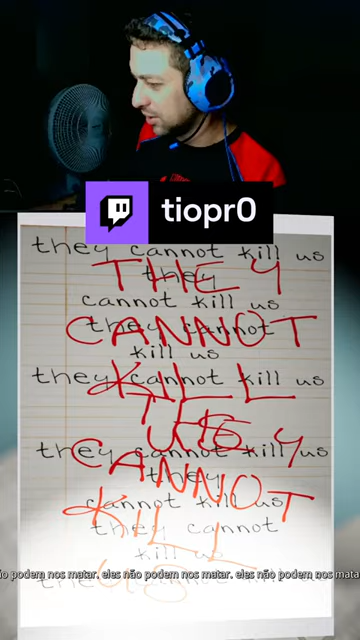 tiopr0
they cannot kill us
THEY
they
cannot kill us
CANNOT
they cannot
kill us
KILL
they cannot kill us
US
THEY
they cannot kill us
CANNOT
they
cannot kill us
KILL
they cannot
kill us
US
podem nos matar. eles não podem nos matar. eles não podem nos